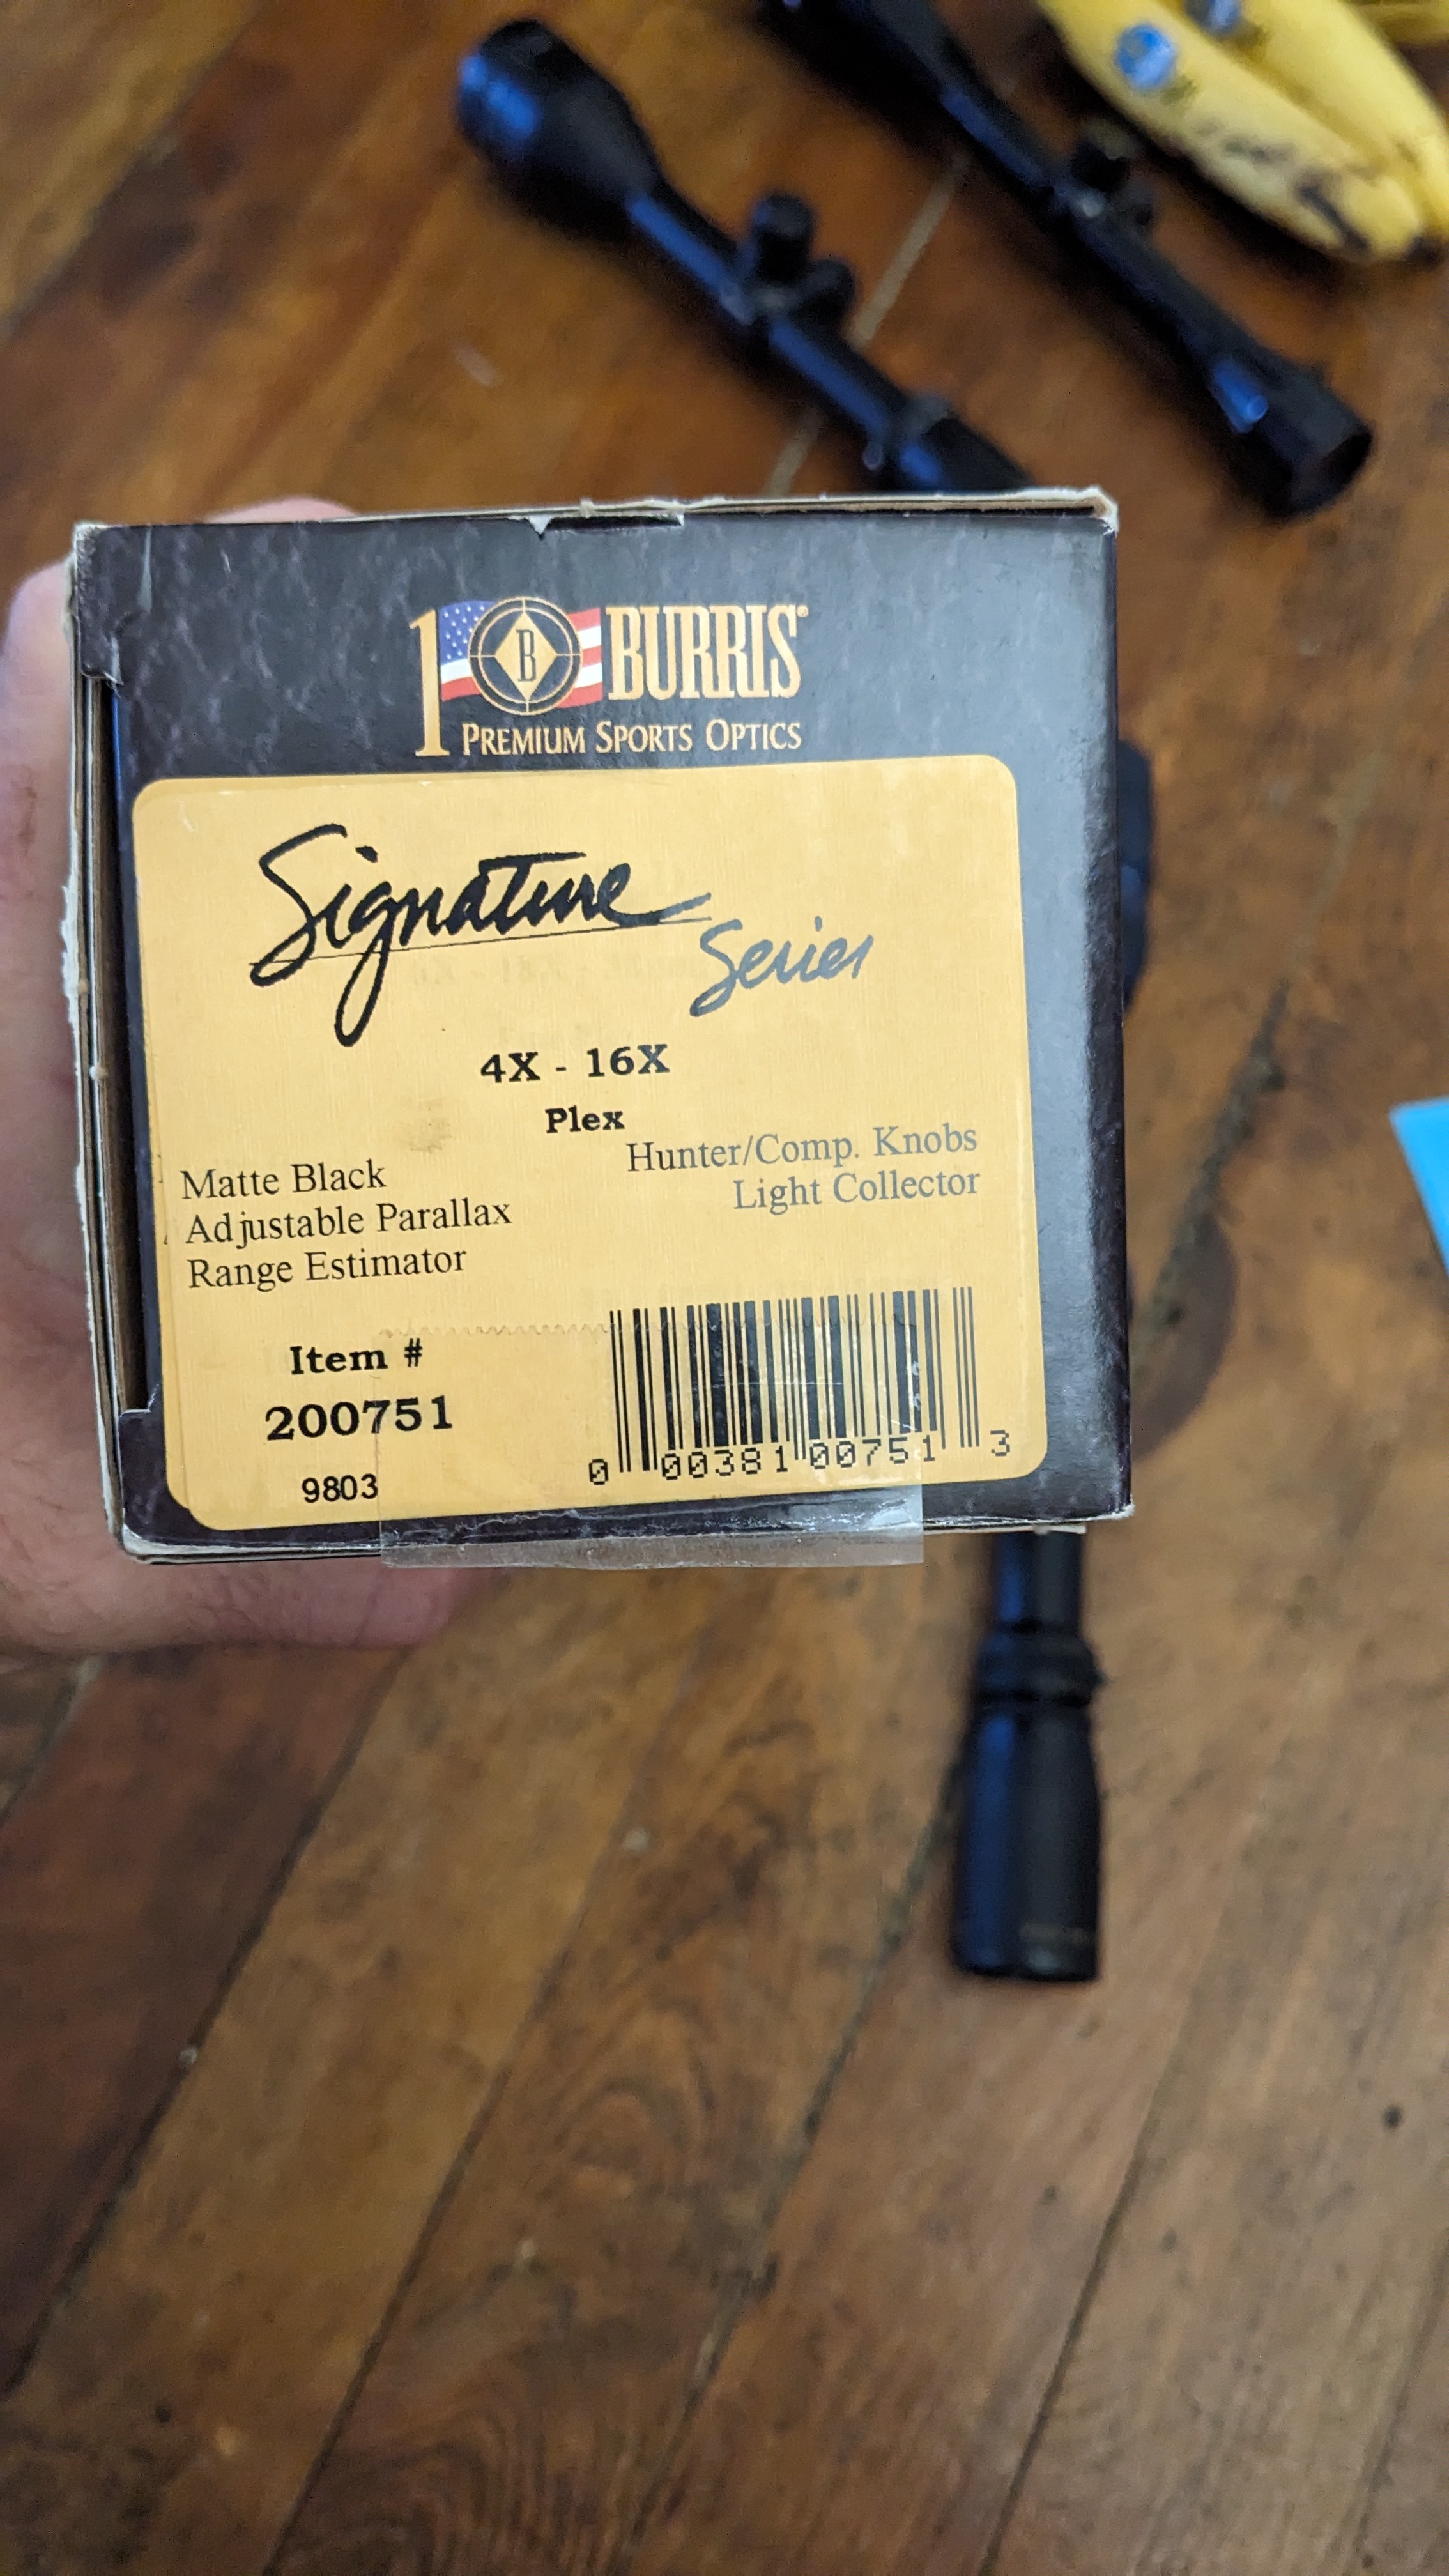 BURRIS®
PREMIUM SPORTS OPTICS
Signature
Series
4X - 16X
Plex
Matte Black
Adjustable Parallax
Range Estimator
Hunter/Comp. Knobs
Light Collector
Item #
200751
9803
0 00381 00751 3